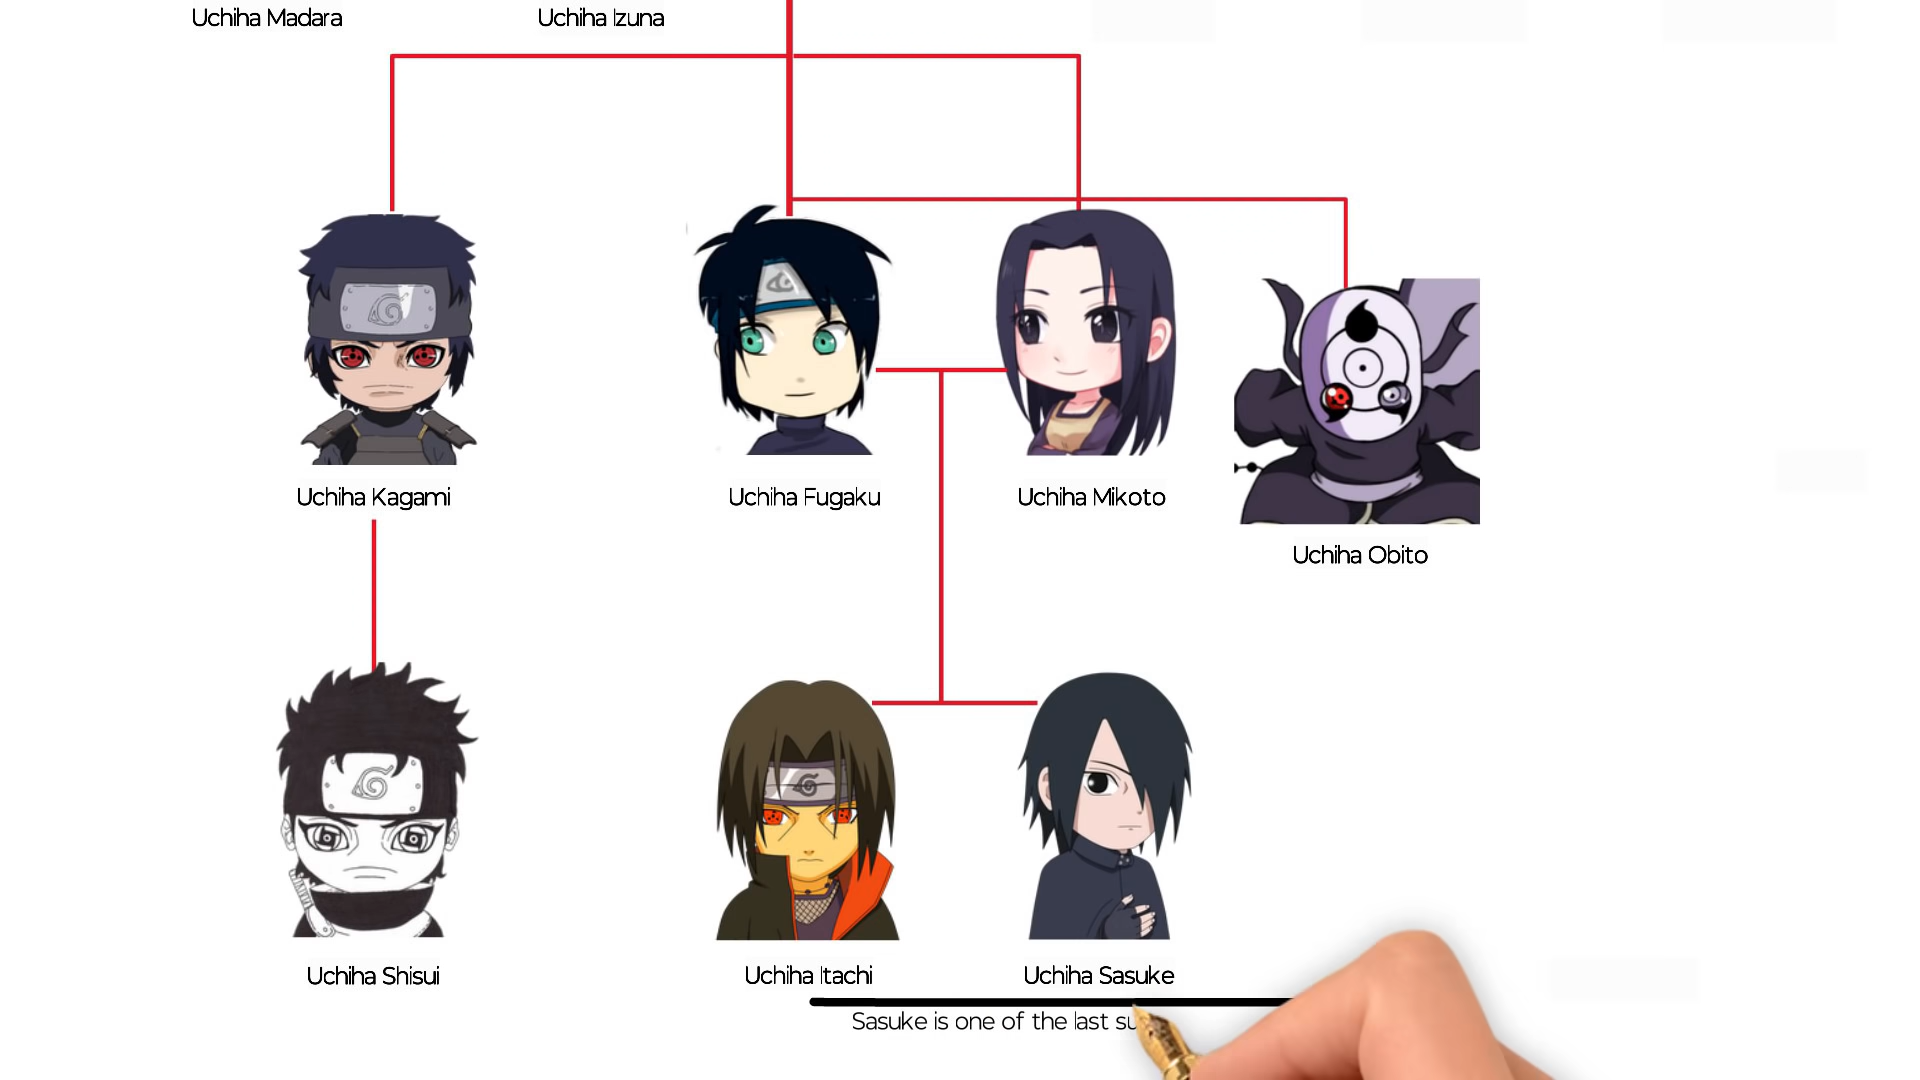 Uchiha Madara
Uchiha Izuna
Uchiha Kagami
Uchiha Fugaku
Uchiha Mikoto
Uchiha Obito
Uchiha Shisui
Uchiha Itachi
Uchiha Sasuke
Sasuke is one of the last su